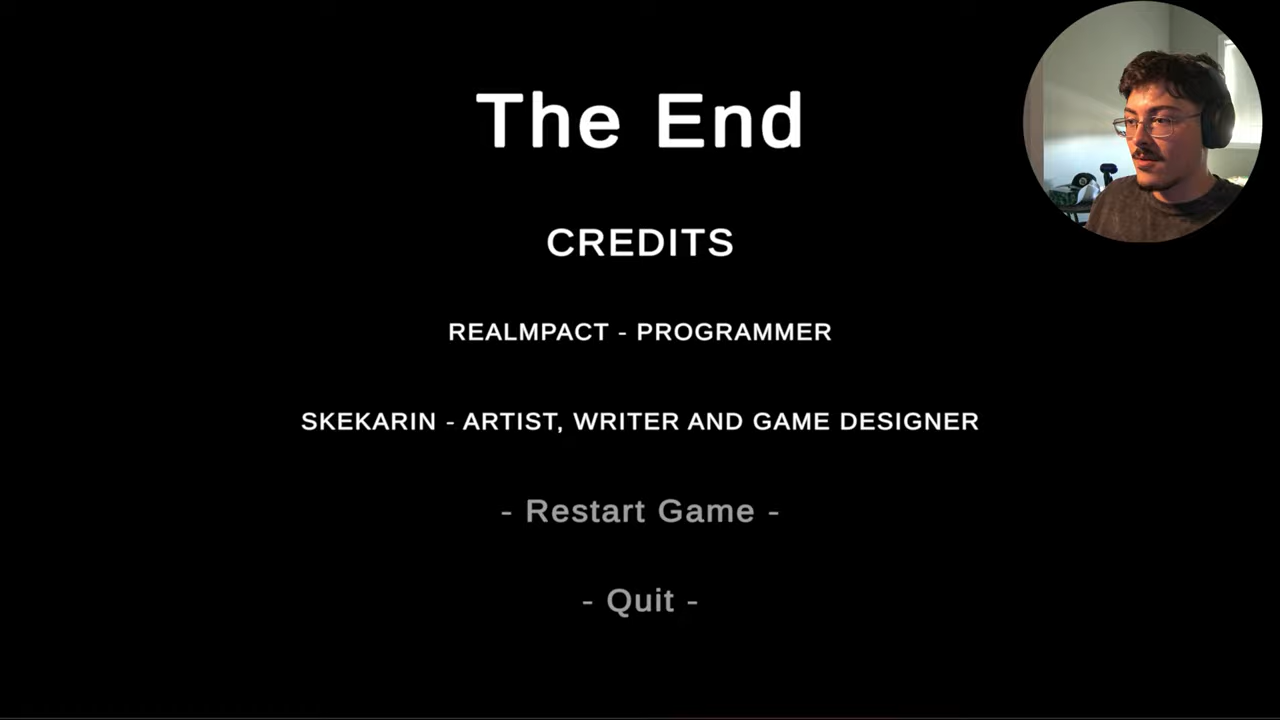 The End
CREDITS
REALMPACT - PROGRAMMER
SKEKARIN - ARTIST, WRITER AND GAME DESIGNER
- Restart Game -
- Quit -